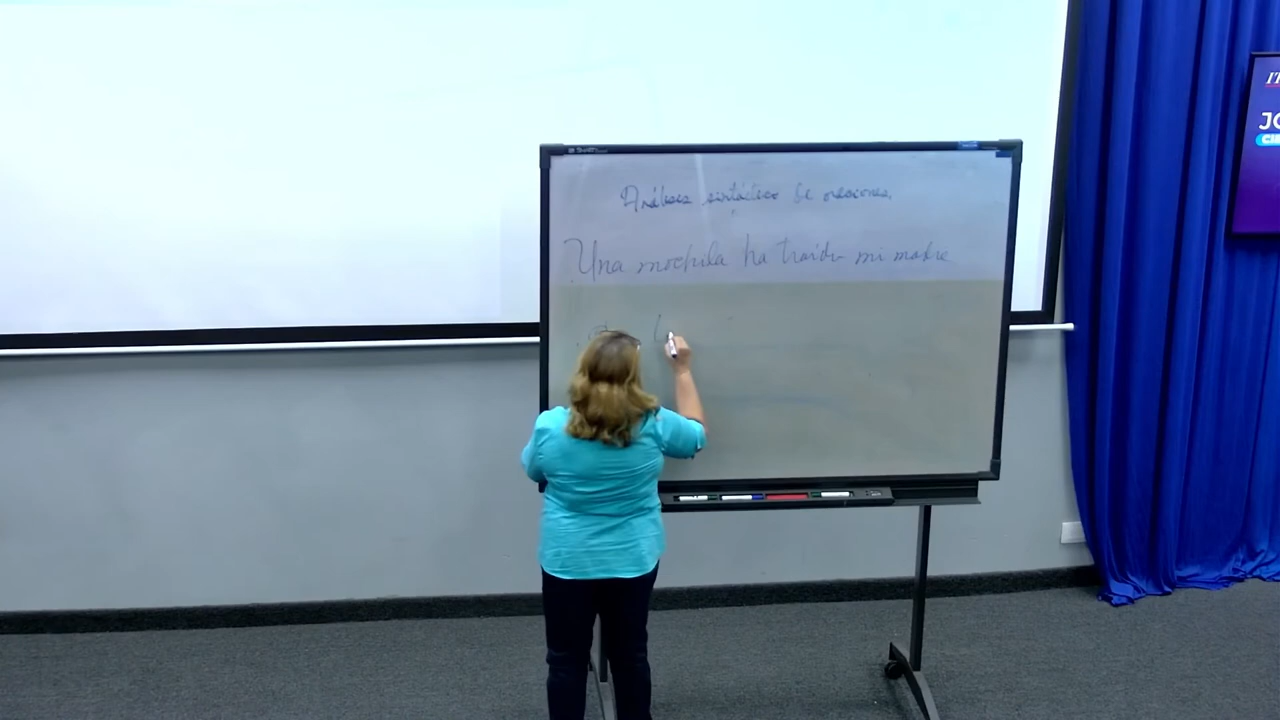 Análisis sintáctico de oraciones.
Una mochila ha traído mi madre